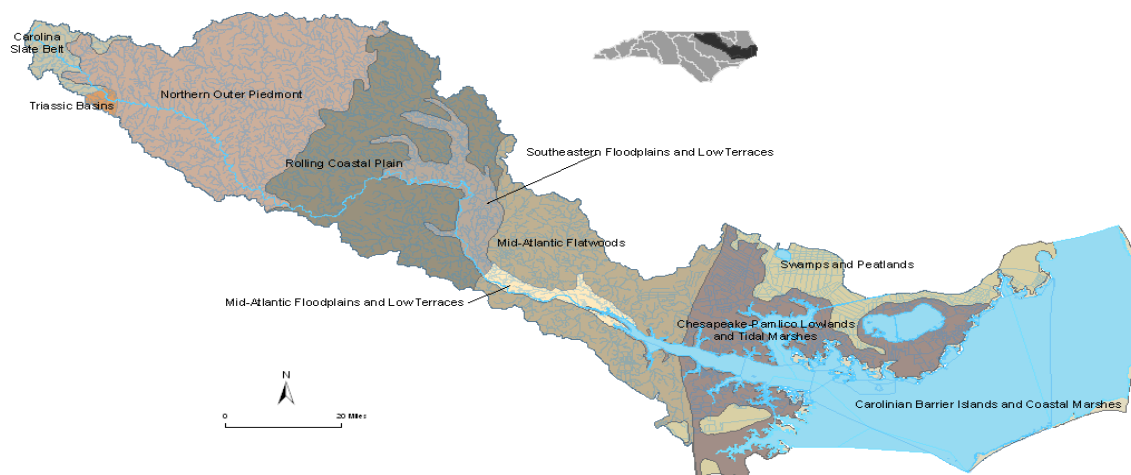 Carolina
Slate Belt
Northern Outer Piedmont
Triassic Basins
Southeastern Floodplains and Low Terraces
Rolling Coastal Plain
Mid-Atlantic Flatwoods
Swamps and Peatlands
Mid-Atlantic Floodplains and Low Terraces
Chesapeake-Pamlico Lowlands
and Tidal Marshes
N
Carolinian Barrier Islands and Coastal Marshes
0 20 Miles